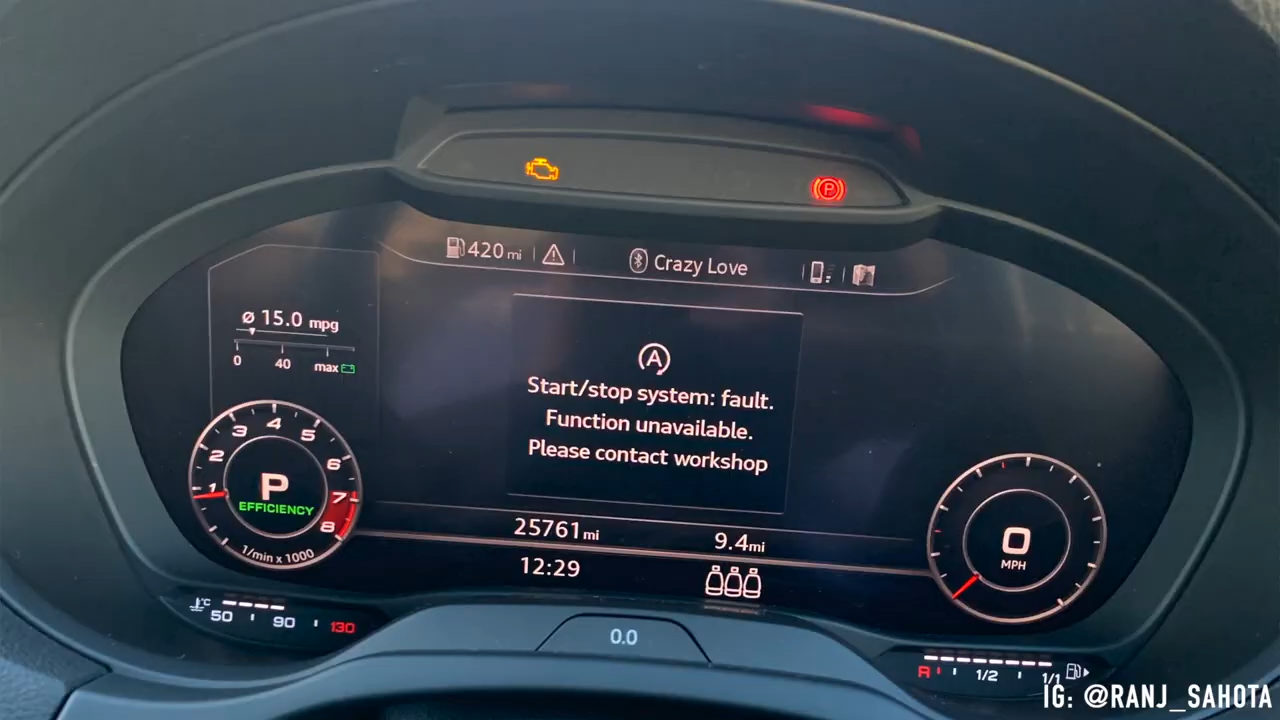 P
420 mi
Crazy Love
ø 15.0 mpg
0 40 max
A
Start/stop system: fault.
Function unavailable.
Please contact workshop
1 2 3 4 5 6 7 8
P
EFFICIENCY
1/min x 1000
25761 mi
9.4 mi
12:29
0
MPH
°C
50 90 130
0.0
R 1/2 1/1
IG: @RANJ_SAHOTA